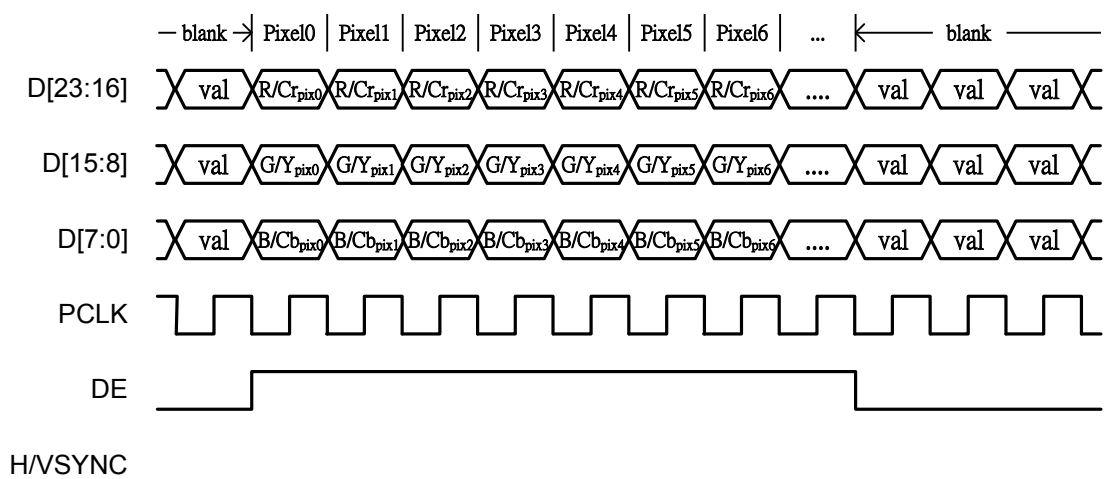 blank Pixel0 Pixel1 Pixel2 Pixel3 Pixel4 Pixel5 Pixel6 ... blank
D[23:16] val R/Crpix0 R/Crpix1 R/Crpix2 R/Crpix3 R/Crpix4 R/Crpix5 R/Crpix6 .... val val val
D[15:8] val G/Ypix0 G/Ypix1 G/Ypix2 G/Ypix3 G/Ypix4 G/Ypix5 G/Ypix6 .... val val val
D[7:0] val B/Cbpix0 B/Cbpix1 B/Cbpix2 B/Cbpix3 B/Cbpix4 B/Cbpix5 B/Cbpix6 .... val val val
PCLK
DE
H/VSYNC